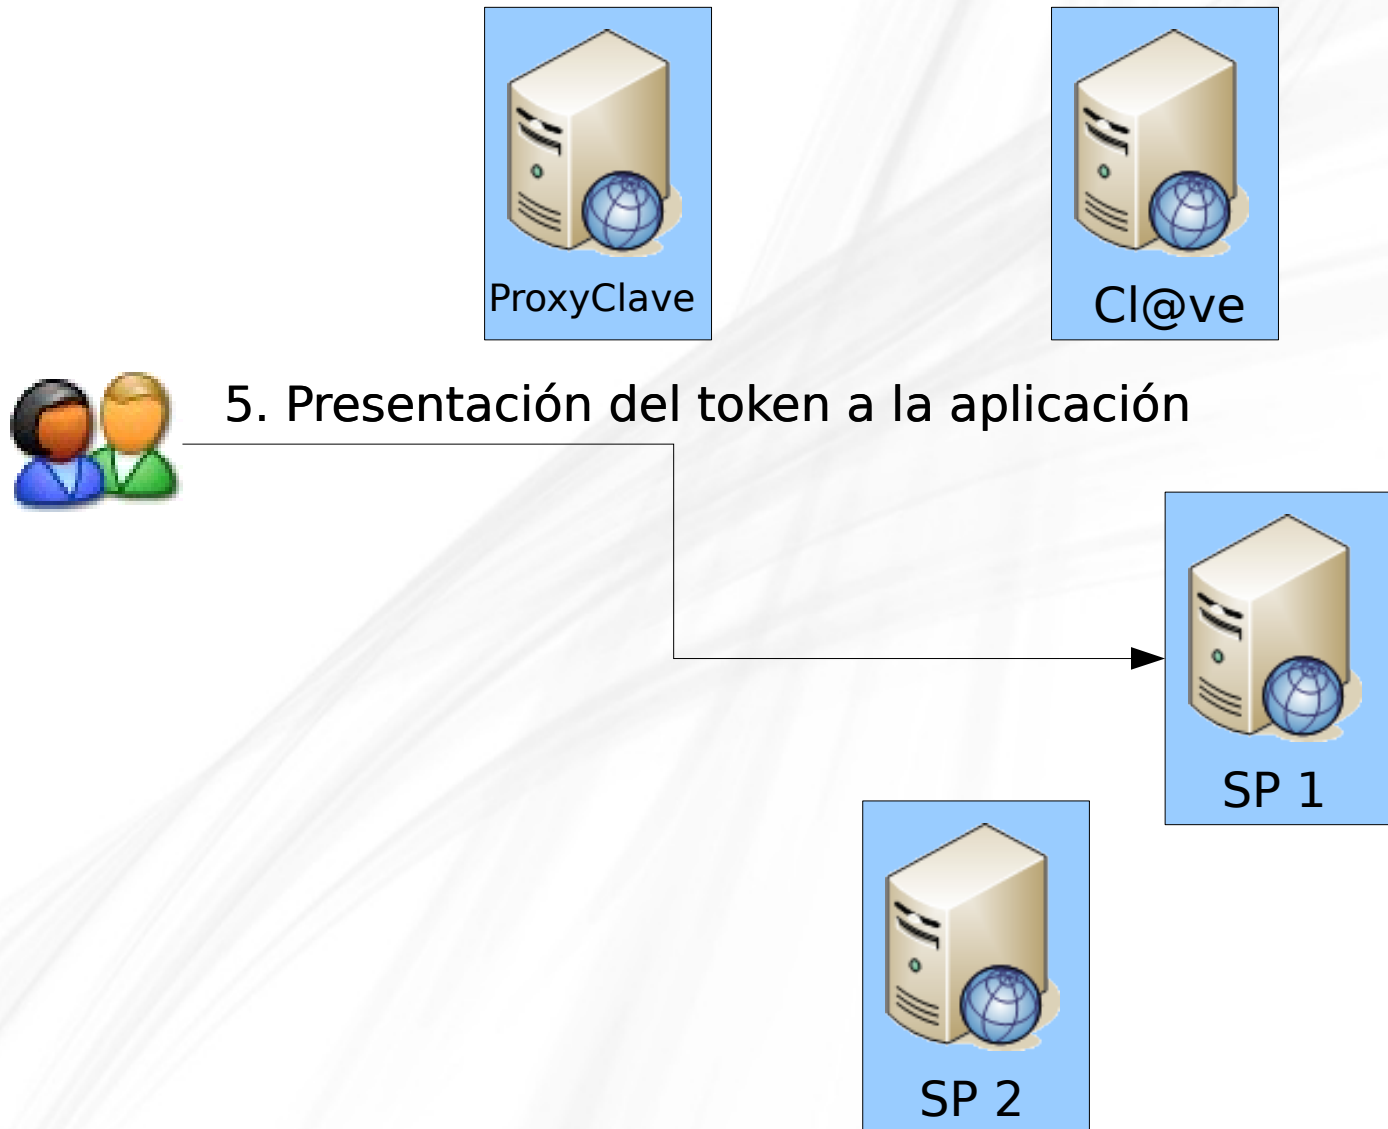 ProxyClave
Cl@ve
5. Presentación del token a la aplicación
SP 1
SP 2